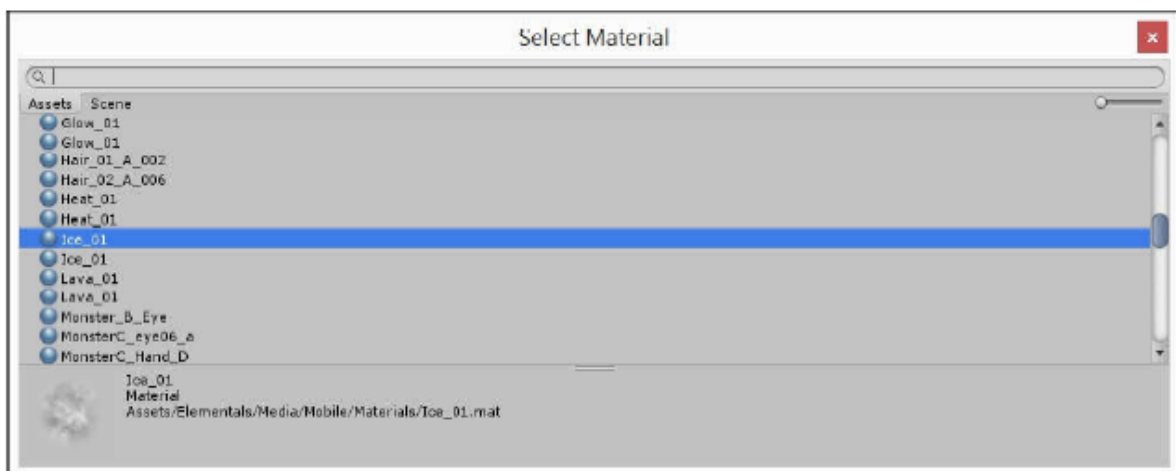 Select Material
x
Assets Scene
Glow_01
Glow_01
Hair_01_A_002
Hair_02_A_006
Heat_01
Heat_01
Ice_01
Ice_01
Lava_01
Lava_01
Monster_B_Eye
MonsterC_eye06_a
MonsterC_Hand_D
Ice_01
Material
Assets/Elementals/Media/Mobile/Materials/Ice_01.mat